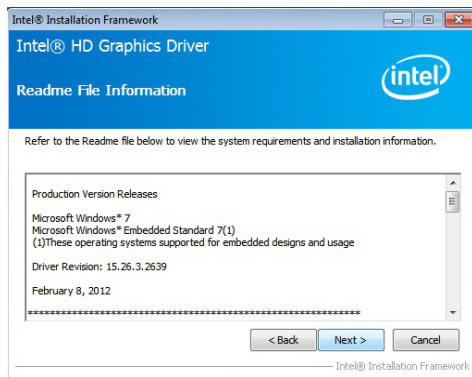 Intel® Installation Framework
Intel® HD Graphics Driver
Readme File Information
intel
Refer to the Readme file below to view the system requirements and installation information.
Production Version Releases
Microsoft Windows* 7
Microsoft Windows* Embedded Standard 7(1)
(1)These operating systems supported for embedded designs and usage
Driver Revision: 15.26.3.2639
February 8, 2012
************************************************************
< Back Next > Cancel
Intel® Installation Framework